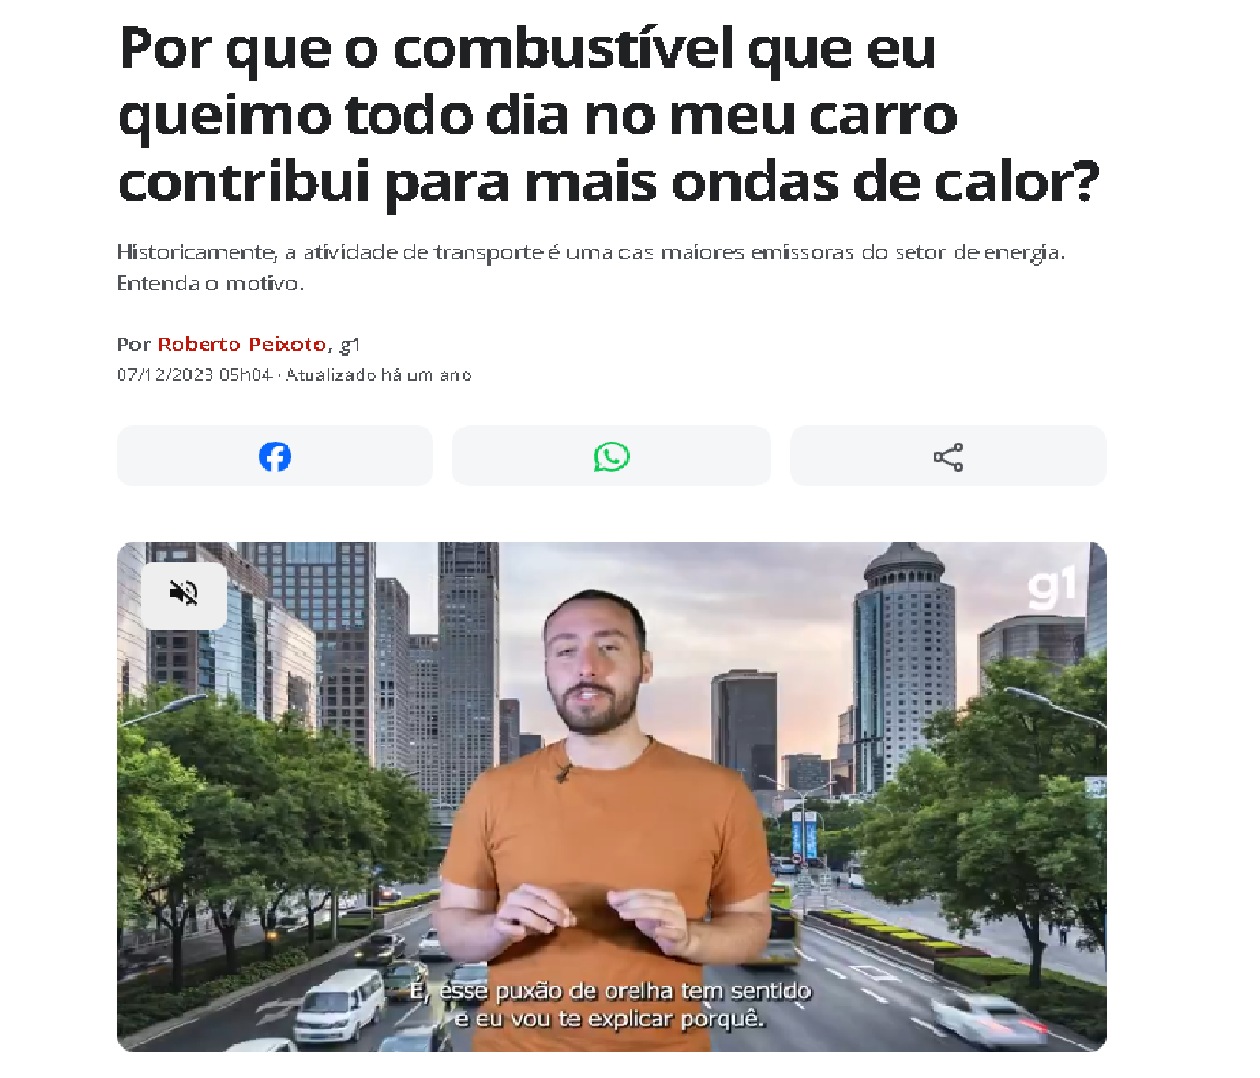 Por que o combustível que eu
queimo todo dia no meu carro
contribui para mais ondas de calor?
Historicamente, a atividade de transporte é uma das maiores emissoras do setor de energia.
Entenda o motivo.
Por Roberto Peixoto, g1
07/12/2023 05h04 · Atualizado há um ano
g1
É, esse puxão de orelha tem sentido
e eu vou te explicar porquê.